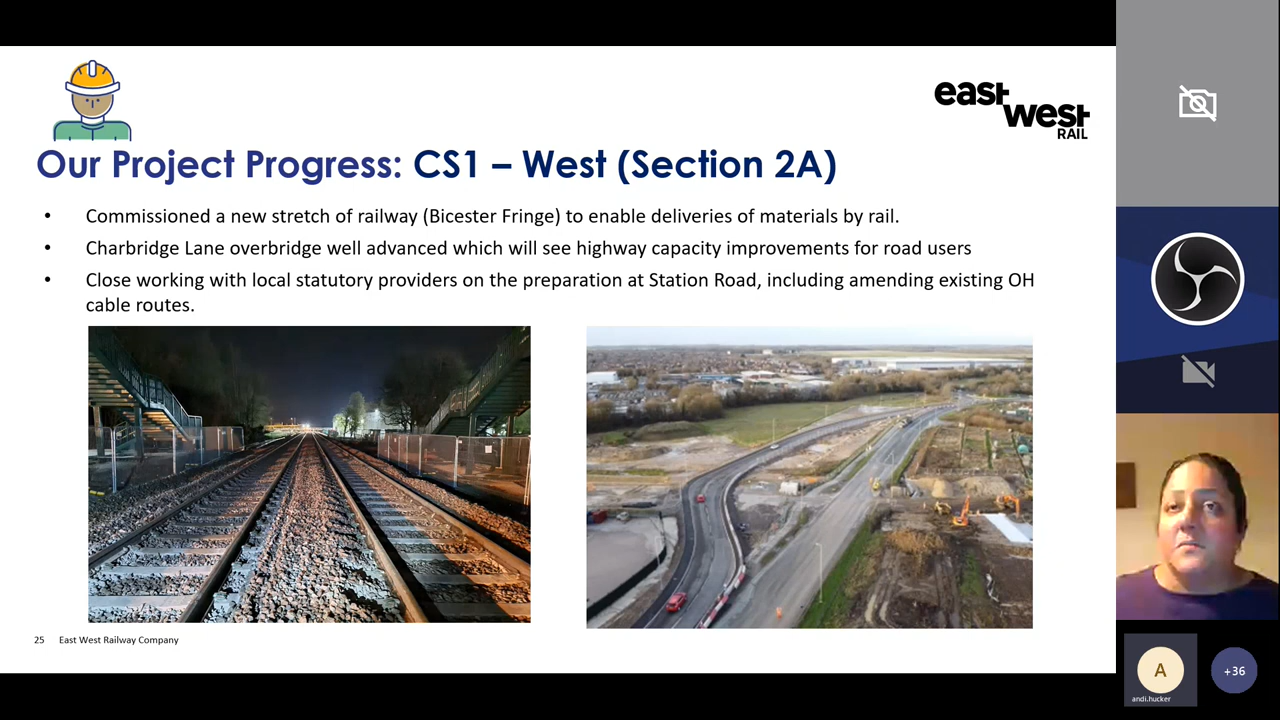 east
west
RAIL
Our Project Progress: CS1 – West (Section 2A)
• Commissioned a new stretch of railway (Bicester Fringe) to enable deliveries of materials by rail.
• Charbridge Lane overbridge well advanced which will see highway capacity improvements for road users
• Close working with local statutory providers on the preparation at Station Road, including amending existing OH
cable routes.
25 East West Railway Company
A
andi.hucker
+36